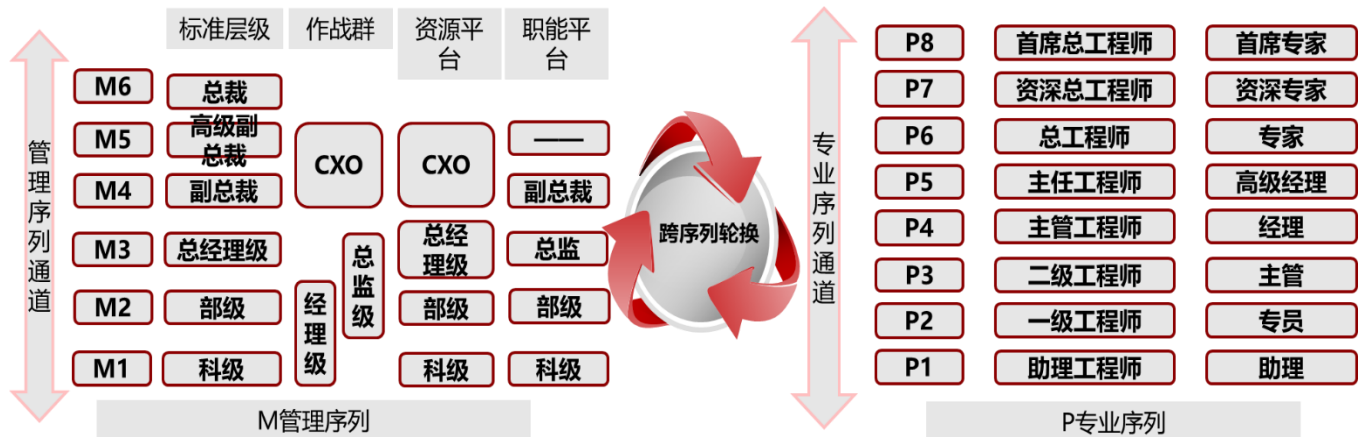 标准层级
作战群
资源平
台
职能平
台
管理序列通道
M6
总裁
M5
高级副
总裁
CXO
CXO
——
M4
副总裁
副总裁
M3
总经理级
总监级
总经
理级
总监
M2
部级
经理级
部级
部级
M1
科级
科级
科级
M管理序列
跨序列轮换
专业序列通道
P8
首席总工程师
首席专家
P7
资深总工程师
资深专家
P6
总工程师
专家
P5
主任工程师
高级经理
P4
主管工程师
经理
P3
二级工程师
主管
P2
一级工程师
专员
P1
助理工程师
助理
P专业序列